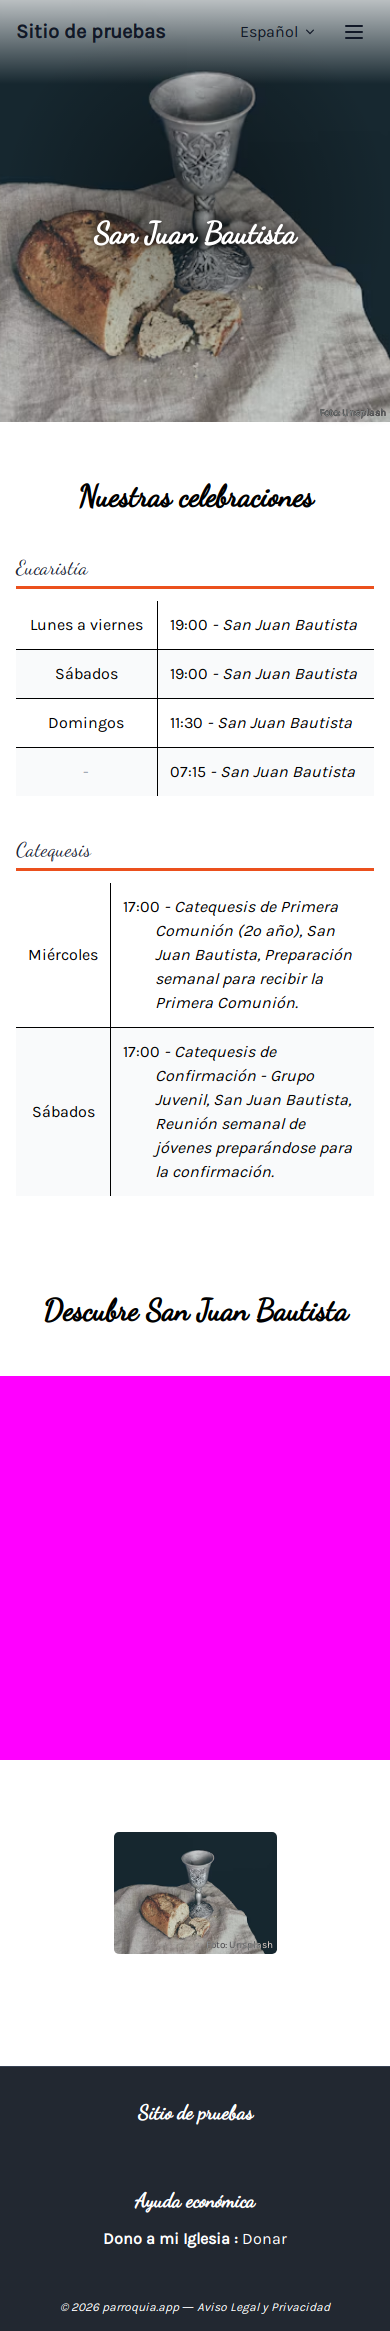 Sitio de pruebas
Español
San Juan Bautista
Foto: Unsplash
Nuestras celebraciones
Eucaristía
Lunes a viernes
19:00 - San Juan Bautista
Sábados
19:00 - San Juan Bautista
Domingos
11:30 - San Juan Bautista
-
07:15 - San Juan Bautista
Catequesis
Miércoles
17:00 - Catequesis de Primera
Comunión (2o año), San
Juan Bautista, Preparación
semanal para recibir la
Primera Comunión.
Sábados
17:00 - Catequesis de
Confirmación - Grupo
Juvenil, San Juan Bautista,
Reunión semanal de
jóvenes preparándose para
la confirmación.
Descubre San Juan Bautista
Foto: Unsplash
Sitio de pruebas
Ayuda económica
Dono a mi Iglesia : Donar
© 2026 parroquia.app — Aviso Legal y Privacidad